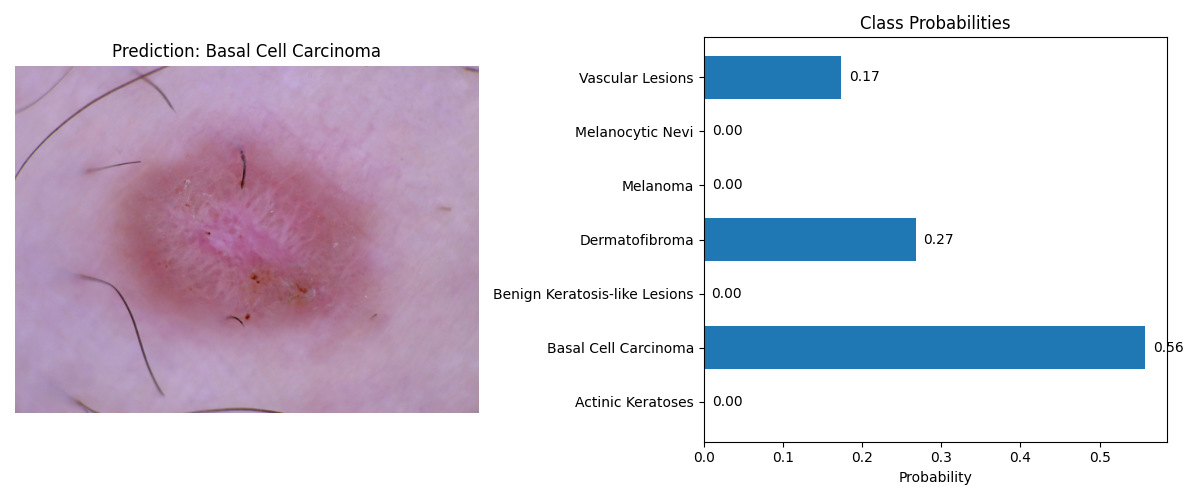 Prediction: Basal Cell Carcinoma
Class Probabilities
Vascular Lesions
0.17
Melanocytic Nevi
0.00
Melanoma
0.00
Dermatofibroma
0.27
Benign Keratosis-like Lesions
0.00
Basal Cell Carcinoma
0.56
Actinic Keratoses
0.00
0.0 0.1 0.2 0.3 0.4 0.5
Probability